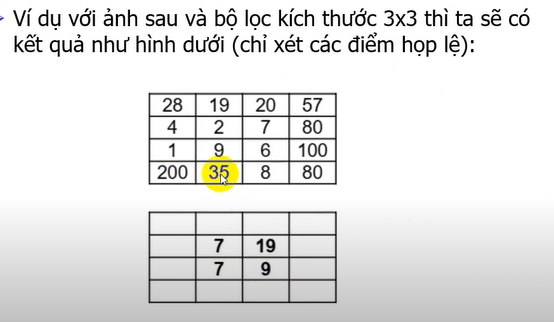 Ví dụ với ảnh sau và bộ lọc kích thước 3x3 thì ta sẽ có
kết quả như hình dưới (chỉ xét các điểm họp lệ):
28 19 20 57
4 2 7 80
1 9 6 100
200 35 8 80
7 19
7 9